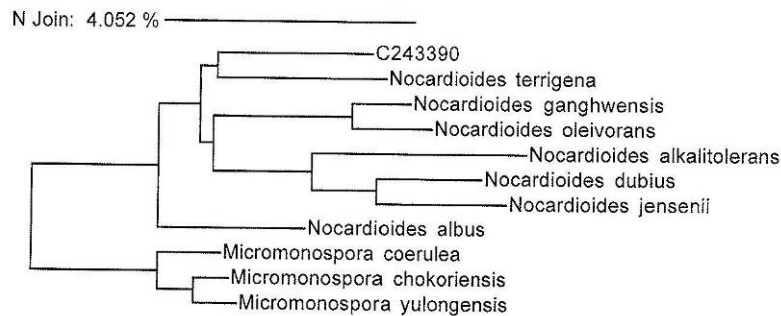 N Join: 4.052 %
C243390
Nocardioides terrigena
Nocardioides ganghwensis
Nocardioides oleivorans
Nocardioides alkalitolerans
Nocardioides dubius
Nocardioides jensenii
Nocardioides albus
Micromonospora coerulea
Micromonospora chokoriensis
Micromonospora yulongensis